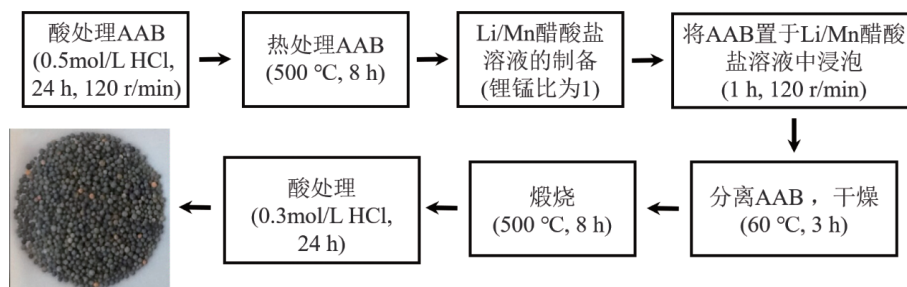 酸处理AAB
(0.5mol/L HCl,
24 h, 120 r/min)
热处理AAB
(500 ℃, 8 h)
Li/Mn醋酸盐
溶液的制备
(锂锰比为1)
将AAB置于Li/Mn醋酸
盐溶液中浸泡
(1 h, 120 r/min)
分离AAB，干燥
(60 ℃, 3 h)
煅烧
(500 ℃, 8 h)
酸处理
(0.3mol/L HCl,
24 h)